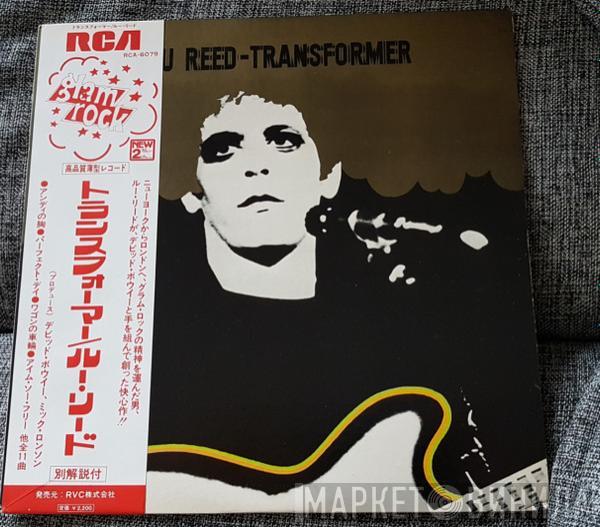 トランスフォーマー/ルー・リード
RCA
RCA-6079
U REED-TRANSFORMER
glam
rock
NEW
2
高品質薄型レコード
ニューヨークからロンドンへ、グラム・ロックの精神を運んだ男、
ルー・リードが、デビッド・ボウイーと手を組んで創った快心作!!
トランスフォーマー/ルー・リード
(プロデュース) デビッド・ボウイー、ミック・ロンソン
●アンディの胸●パーフェクト・デイ●ワゴンの車輪●アイム・ソー・フリー 他全11曲
別解説付
発売元:RVC株式会社
定価 ¥2,200